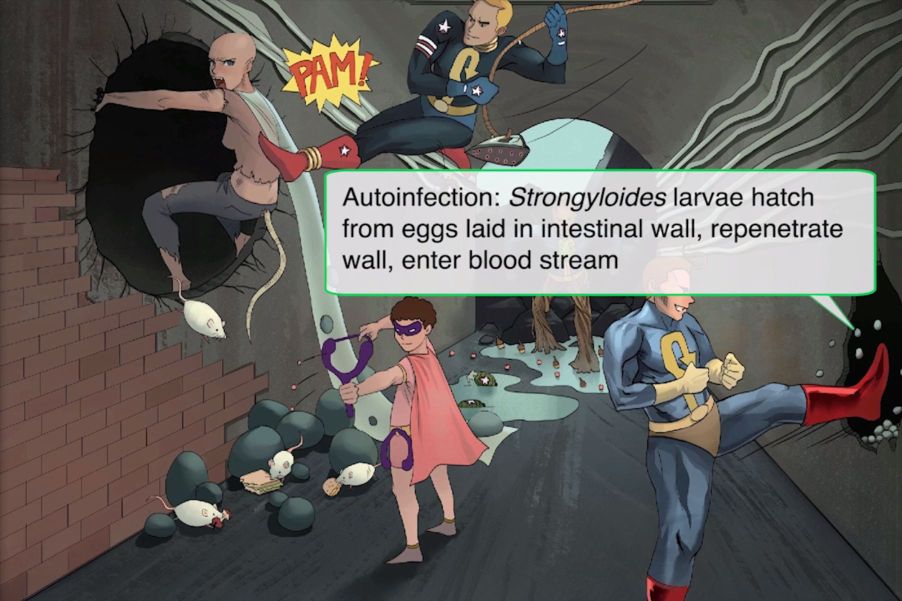 PAM!
Autoinfection: Strongyloides larvae hatch
from eggs laid in intestinal wall, repenetrate
wall, enter blood stream